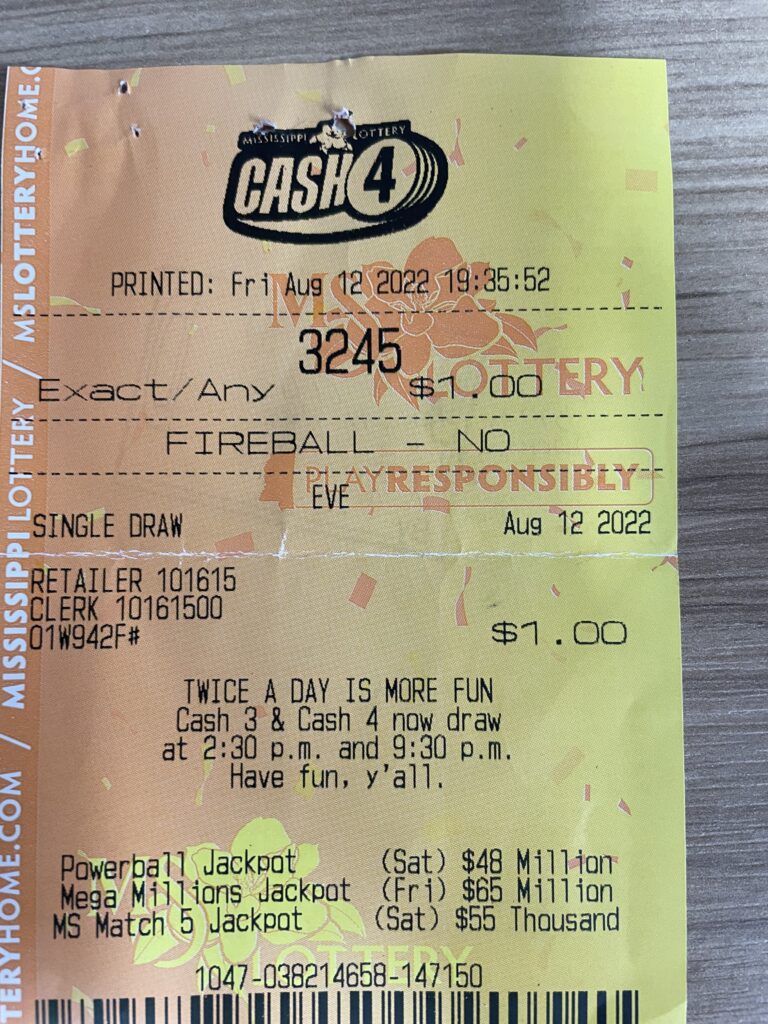 MISSISSIPPI LOTTERY
CASH 4
PRINTED: Fri Aug 12 2022 19:35:52
MS LOTTERY
3245
Exact/Any $1.00
FIREBALL - NO
PLAYRESPONSIBLY
EVE
SINGLE DRAW Aug 12 2022
RETAILER 101615
CLERK 10161500
01W942F# $1.00
TWICE A DAY IS MORE FUN
Cash 3 & Cash 4 now draw
at 2:30 p.m. and 9:30 p.m.
Have fun, y'all.
Powerball Jackpot (Sat) $48 Million
Mega Millions Jackpot (Fri) $65 Million
MS Match 5 Jackpot (Sat) $55 Thousand
MS LOTTERY
1047-038214658-147150
TERYHOME.COM / MISSISSIPPI LOTTERY / MSLOTTERYHOME.C